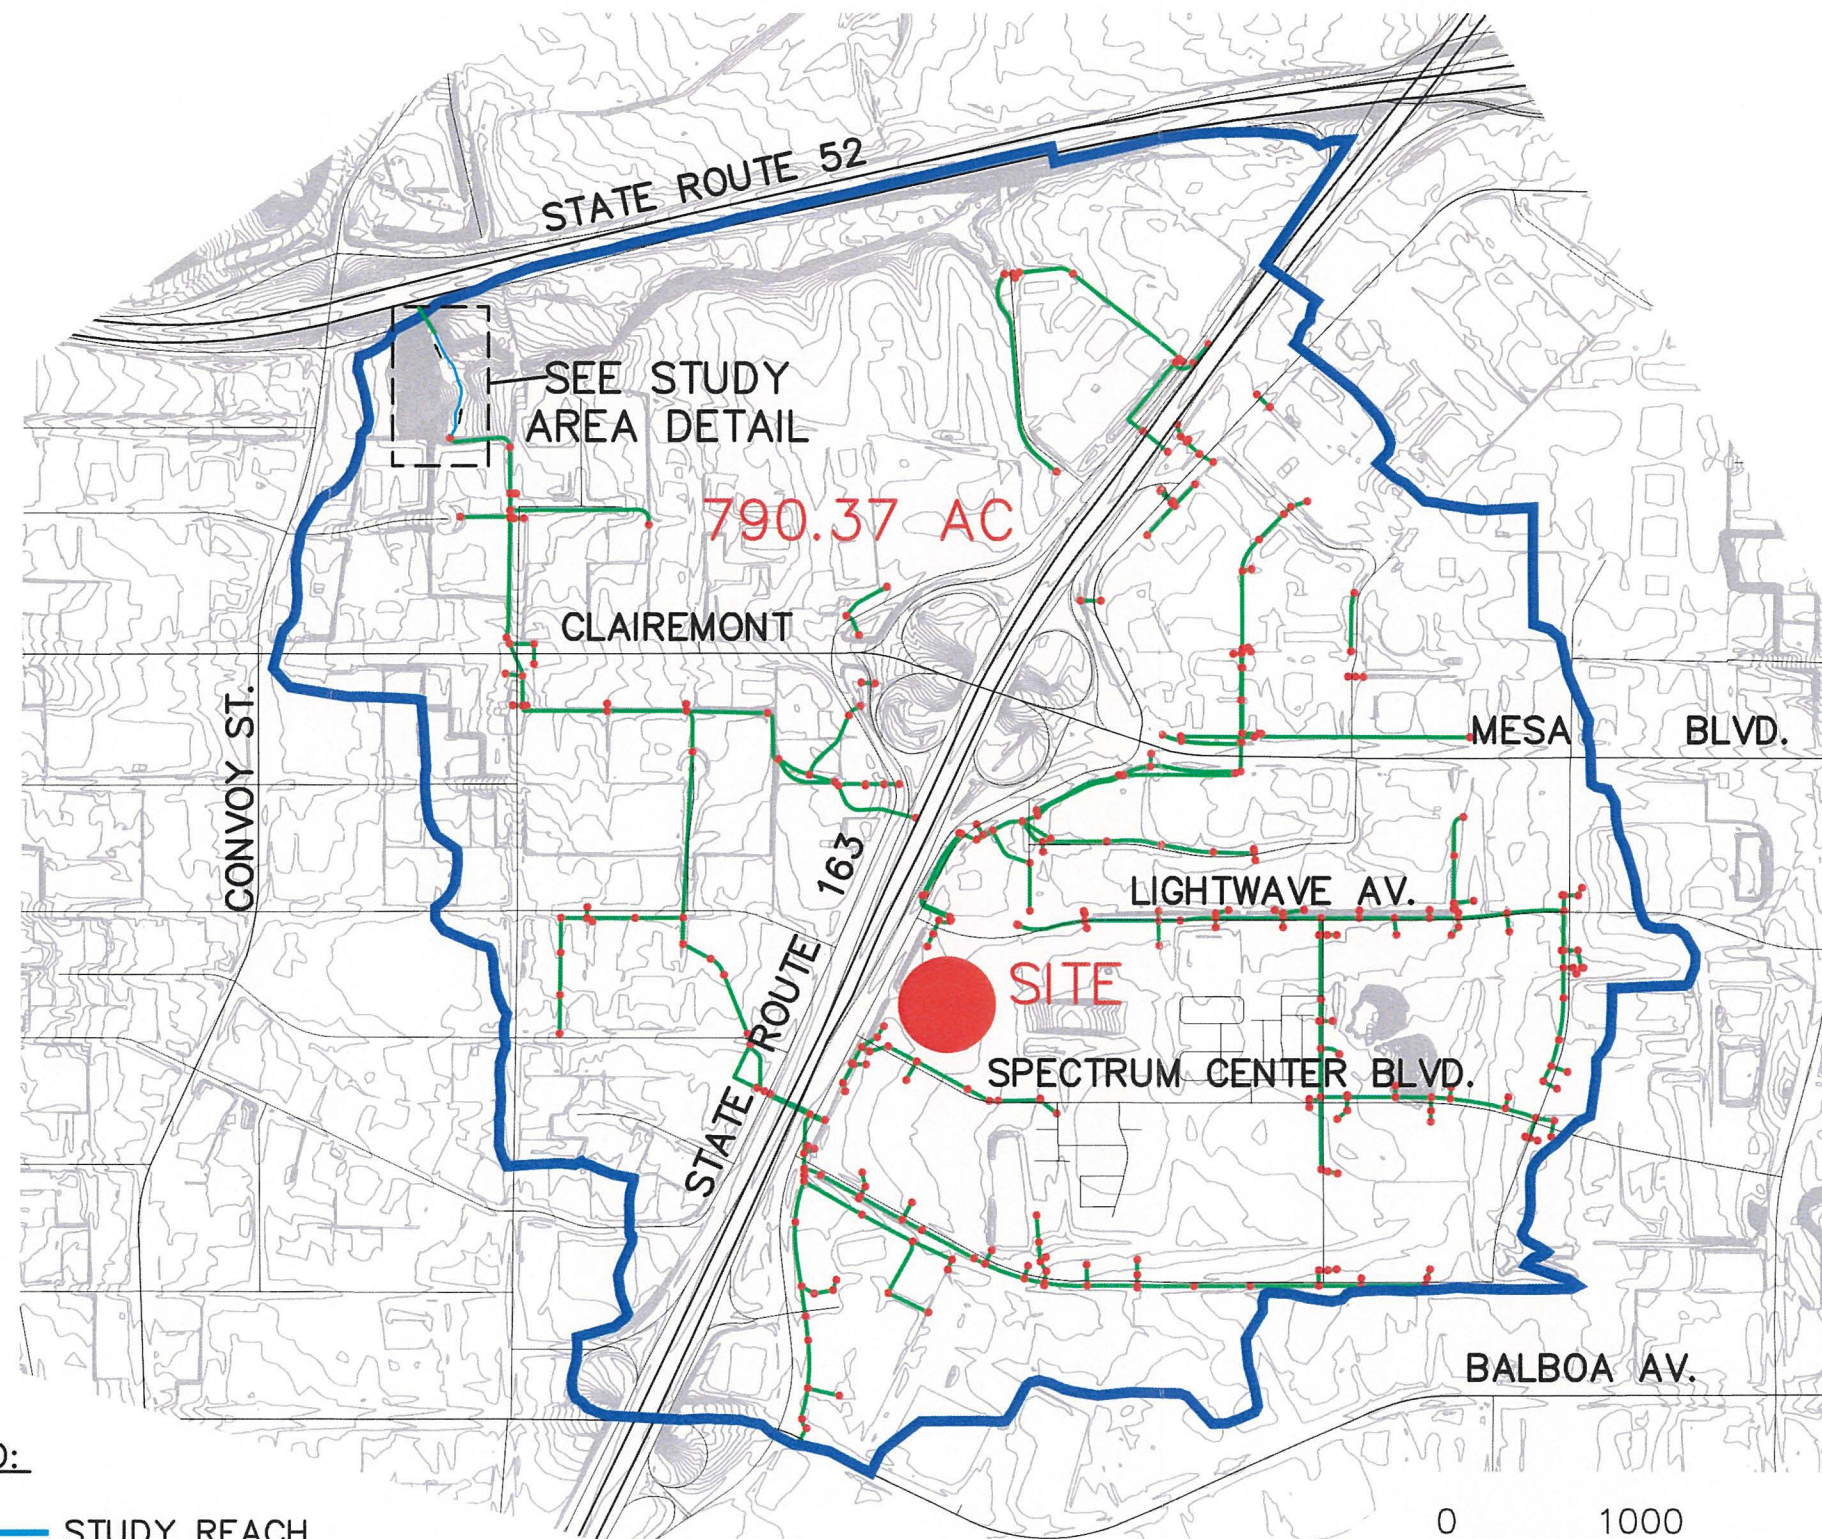 STATE ROUTE 52
SEE STUDY
AREA DETAIL
790.37 AC
CLAIREMONT
MESA BLVD.
CONVOY ST.
163
LIGHTWAVE AV.
STATE ROUTE
SITE
SPECTRUM CENTER BLVD.
BALBOA AV.
D:
STUDY REACH
0 1000